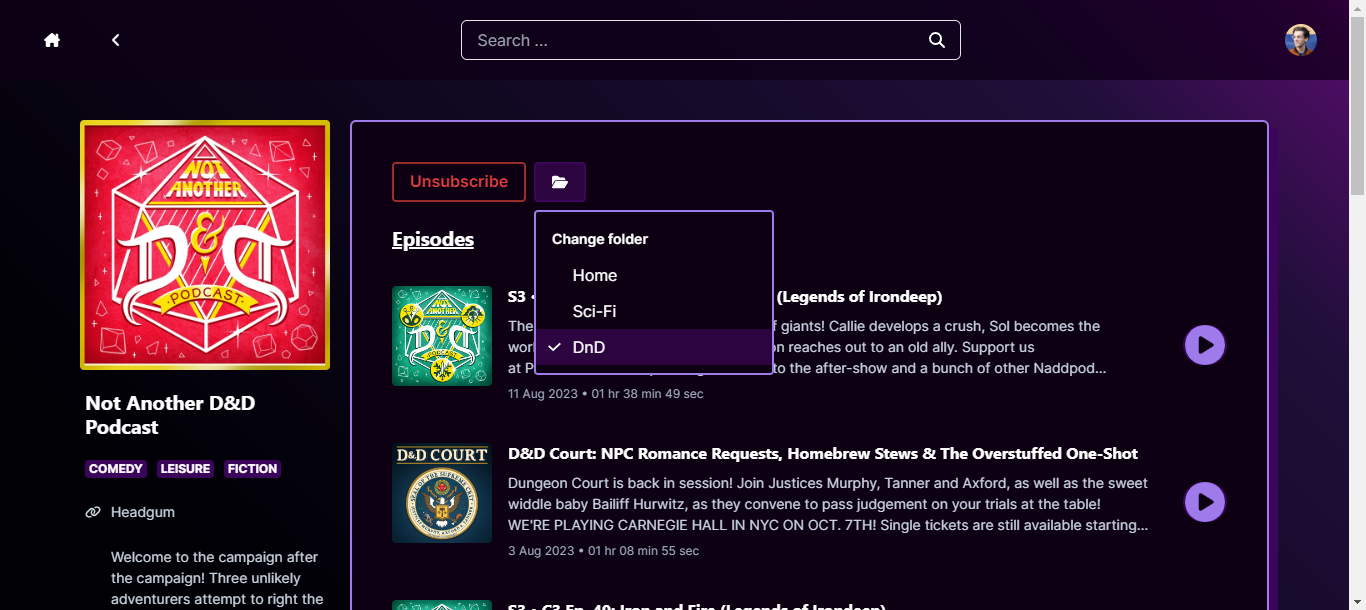 Search ...
NOT
ANOTHER
D&D
PODCAST
Unsubscribe
Change folder
Home
Sci-Fi
DnD
Episodes
Not Another D&D
Podcast
COMEDY LEISURE FICTION
Headgum
Welcome to the campaign after
the campaign! Three unlikely
adventurers attempt to right the
NOT
ANOTHER
D&D
PODCAST
S3 • (Legends of Irondeep)
The f giants! Callie develops a crush, Sol becomes the
wor n reaches out to an old ally. Support us
at P to the after-show and a bunch of other Naddpod...
11 Aug 2023 • 01 hr 38 min 49 sec
D&D COURT
D&D Court: NPC Romance Requests, Homebrew Stews & The Overstuffed One-Shot
Dungeon Court is back in session! Join Justices Murphy, Tanner and Axford, as well as the sweet
widdle baby Bailiff Hurwitz, as they convene to pass judgement on your trials at the table!
WE'RE PLAYING CARNEGIE HALL IN NYC ON OCT. 7TH! Single tickets are still available starting...
3 Aug 2023 • 01 hr 08 min 55 sec
S3 • C3 Ep. 49: Iron and Fire (Legends of Irondeep)